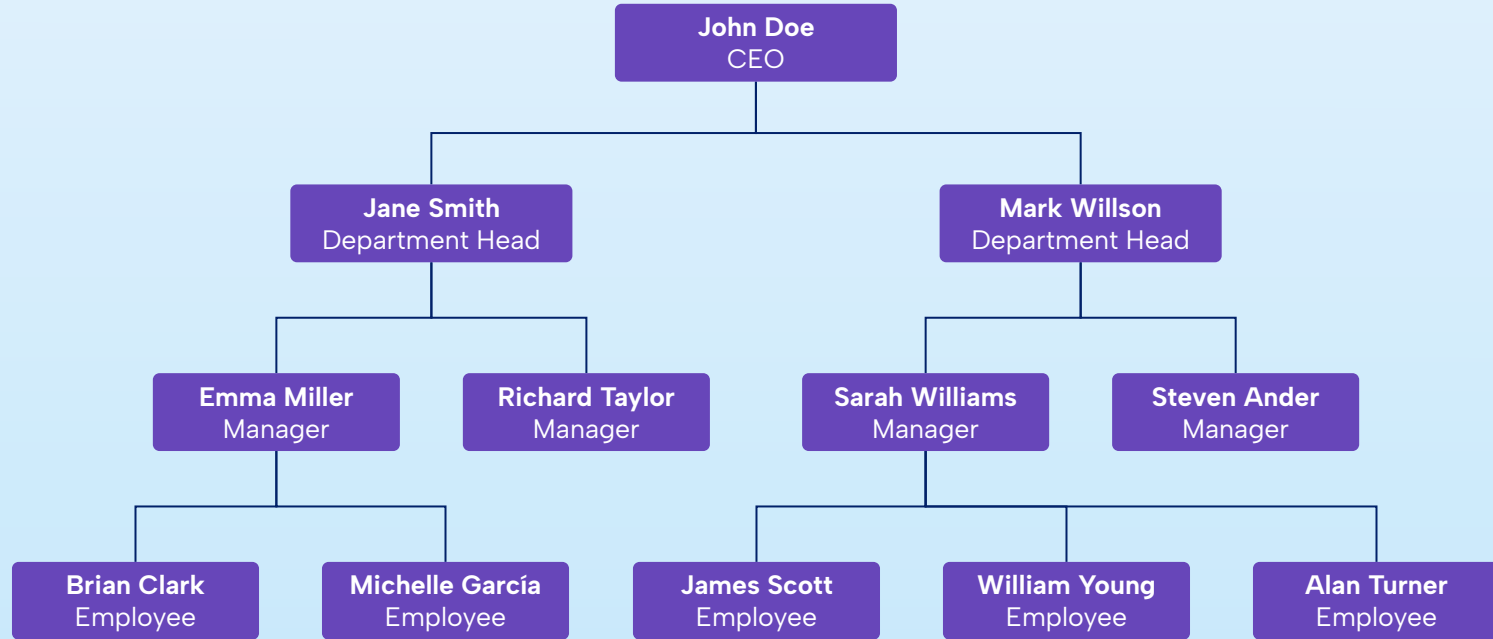 John Doe
CEO
Jane Smith
Department Head
Mark Willson
Department Head
Emma Miller
Manager
Richard Taylor
Manager
Sarah Williams
Manager
Steven Ander
Manager
Brian Clark
Employee
Michelle García
Employee
James Scott
Employee
William Young
Employee
Alan Turner
Employee